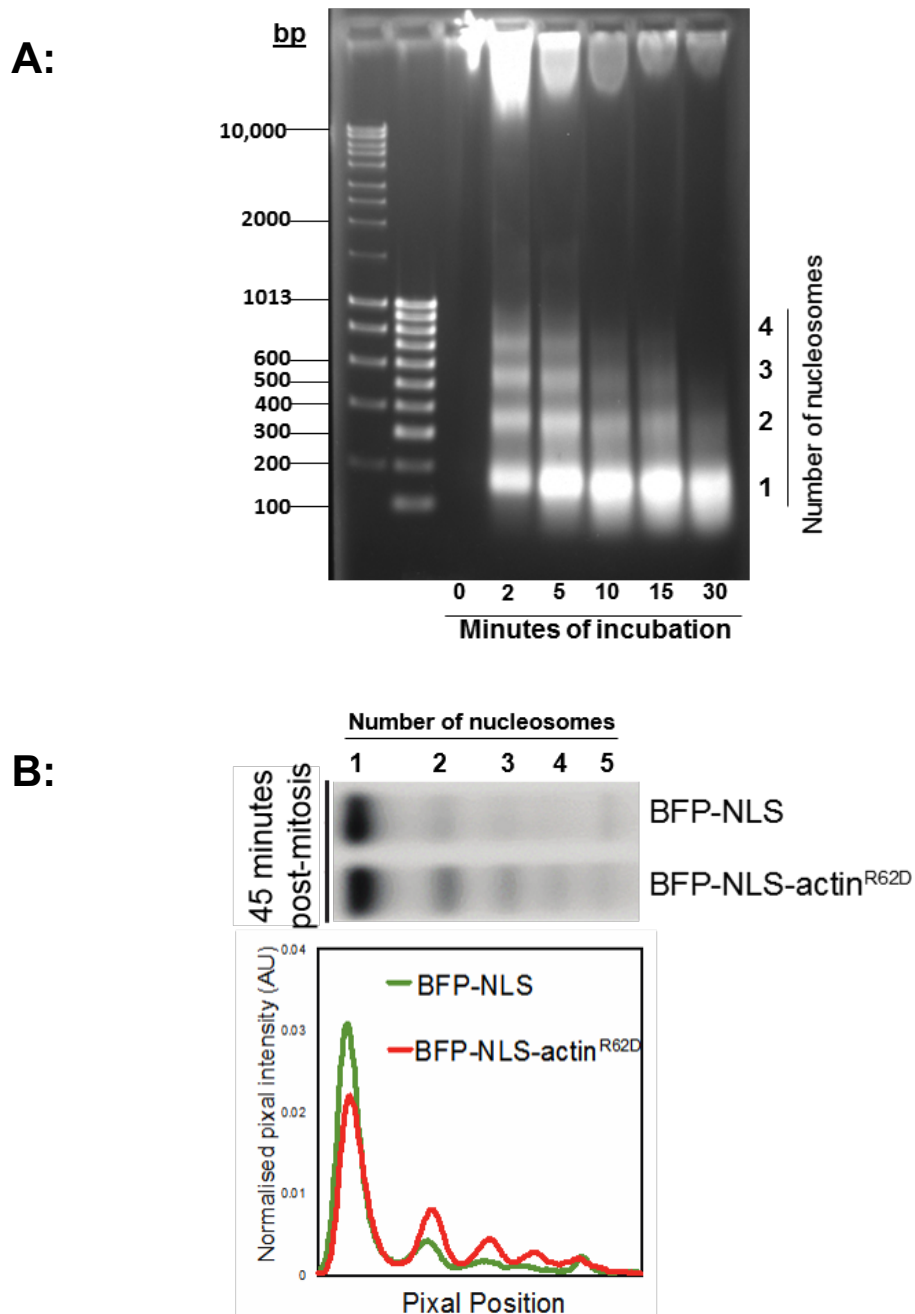 A:
bp
10,000
2000
1013
600
500
400
300
200
100
4
3
2
1
Number of nucleosomes
0 2 5 10 15 30
Minutes of incubation
B:
Number of nucleosomes
1 2 3 4 5
45 minutes
post-mitosis
BFP-NLS
BFP-NLS-actinR62D
Normalised pixal intensity (AU)
0.04
0.03
0.02
0.01
0
BFP-NLS
BFP-NLS-actinR62D
Pixal Position